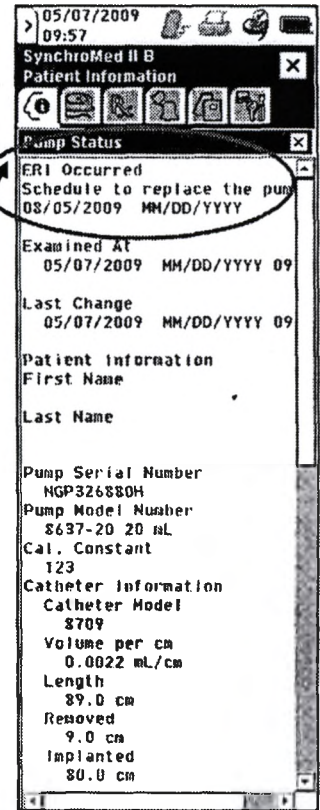 05/07/2009
09:57
SynchroMed II B
Patient Information
Pump Status
ERI Occurred
Schedule to replace the pum
08/05/2009 MM/DD/YYYY
Examined At
05/07/2009 MM/DD/YYYY 09
Last Change
05/07/2009 MM/DD/YYYY 09
Patient Information
First Name
Last Name
Pump Serial Number
NGP326880H
Pump Model Number
8637-20 20 mL
Cal. Constant
123
Catheter Information
Catheter Model
8709
Volume per cm
0.0022 mL/cm
Length
89.0 cm
Removed
9.0 cm
Implanted
80.0 cm